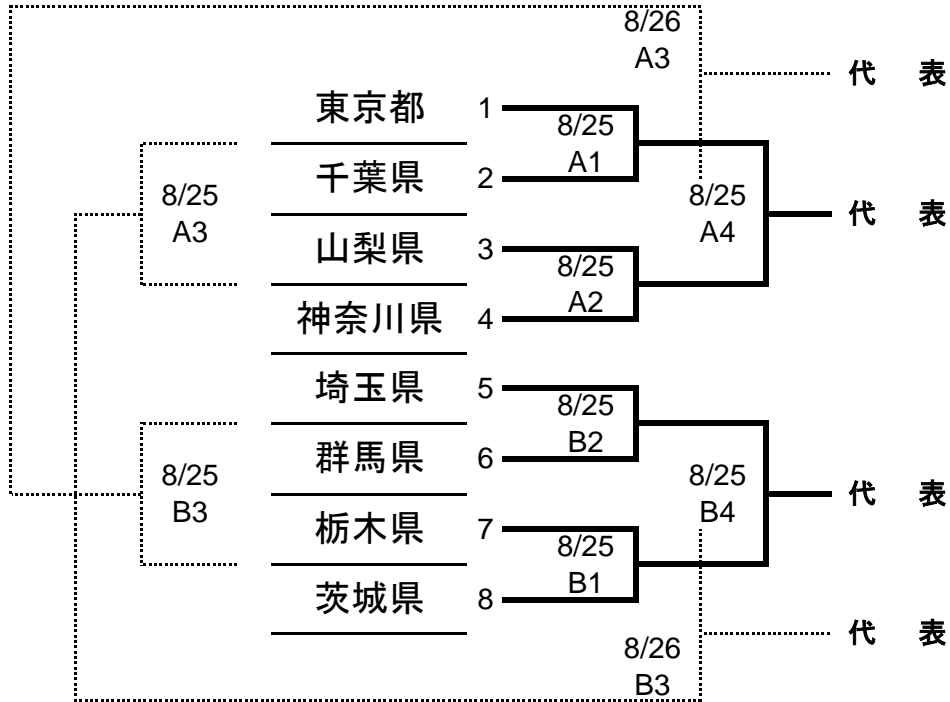 8/26
A3
代 表
東京都 1
8/25
A1
千葉県 2
8/25
A3
8/25
A4
代 表
山梨県 3
8/25
A2
神奈川県 4
埼玉県 5
8/25
B2
群馬県 6
8/25
B3
8/25
B4
代 表
栃木県 7
8/25
B1
茨城県 8
代 表
8/26
B3